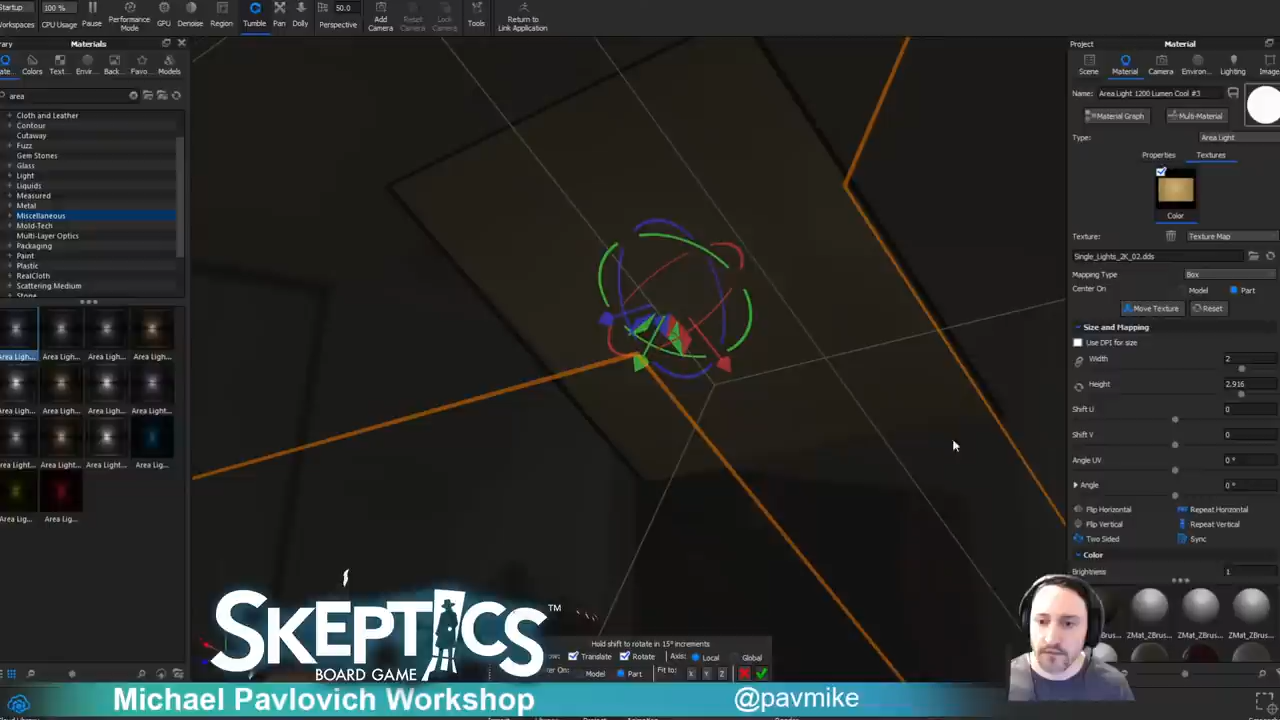 Startup
100 %
50.0
Workspaces
CPU Usage
Pause
Performance Mode
GPU
Denoise
Region
Tumble
Pan
Dolly
Perspective
Add Camera
Reset Camera
Lock Camera
Tools
Return to Link Application
Materials
Colors
Text...
Envir...
Back...
Favo...
Models
area
Cloth and Leather
Contour
Cutaway
Fuzz
Gem Stones
Glass
Light
Liquids
Measured
Metal
Miscellaneous
Mold-Tech
Multi-Layer Optics
Packaging
Paint
Plastic
RealCloth
Scattering Medium
Stone
Area Ligh... Area Ligh... Area Ligh... Area Ligh...
Area Ligh... Area Ligh... Area Ligh... Area Ligh...
Area Ligh... Area Ligh... Area Ligh... Area Lig...
Area Lig... Area Lig...
Project
Material
Scene
Material
Camera
Environ...
Lighting
Image
Name: Area Light 1200 Lumen Cool #3
Material Graph
Multi-Material
Type:
Area Light
Properties
Textures
Color
Texture:
Texture Map
Single_Lights_2K_02.dds
Mapping Type
Box
Center On
Model
Part
Move Texture
Reset
Size and Mapping
Use DPI for size
Width
2
Height
2.916
Shift U
0
Shift V
0
Angle UV
0 °
Angle
0 °
Flip Horizontal
Repeat Horizontal
Flip Vertical
Repeat Vertical
Two Sided
Sync
Color
Brightness
1
ZMat_ZBrus...
ZMat_ZBrus...
ZMat_ZBrus...
Hold shift to rotate in 15° increments
Translate
Rotate
Axis:
Local
Global
Model
Part
Fit to:
X
Y
Z
SKEPTICS™
BOARD GAME
Michael Pavlovich Workshop
@pavmike